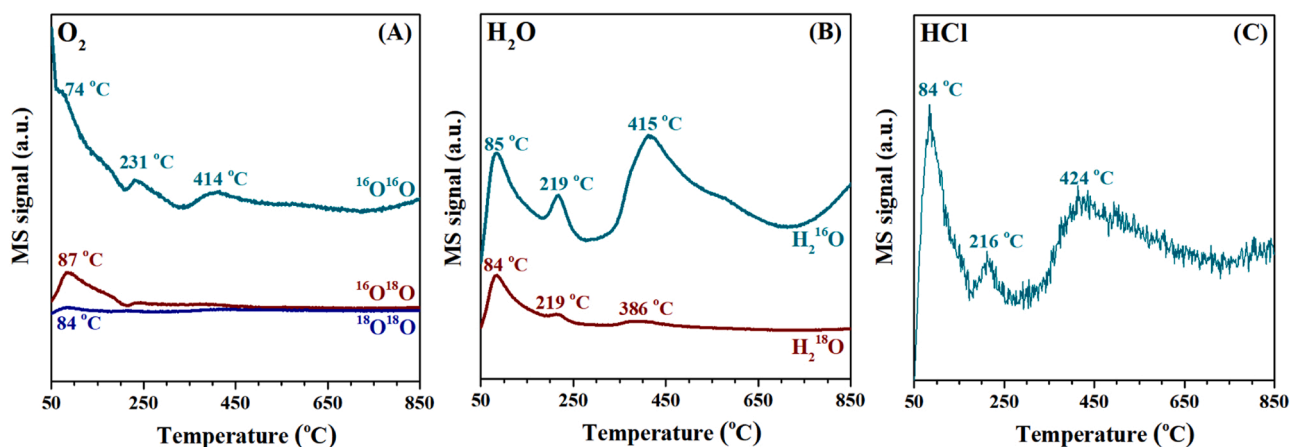 O₂ (A)
74 °C
231 °C
414 °C
¹⁶O¹⁶O
87 °C
¹⁶O¹⁸O
84 °C
¹⁸O¹⁸O
50 250 450 650 850
Temperature (°C)
MS signal (a.u.)
H₂O (B)
415 °C
85 °C
219 °C
H₂¹⁶O
84 °C
219 °C
386 °C
H₂¹⁸O
50 250 450 650 850
Temperature (°C)
MS signal (a.u.)
HCl (C)
84 °C
424 °C
216 °C
50 250 450 650 850
Temperature (°C)
MS signal (a.u.)